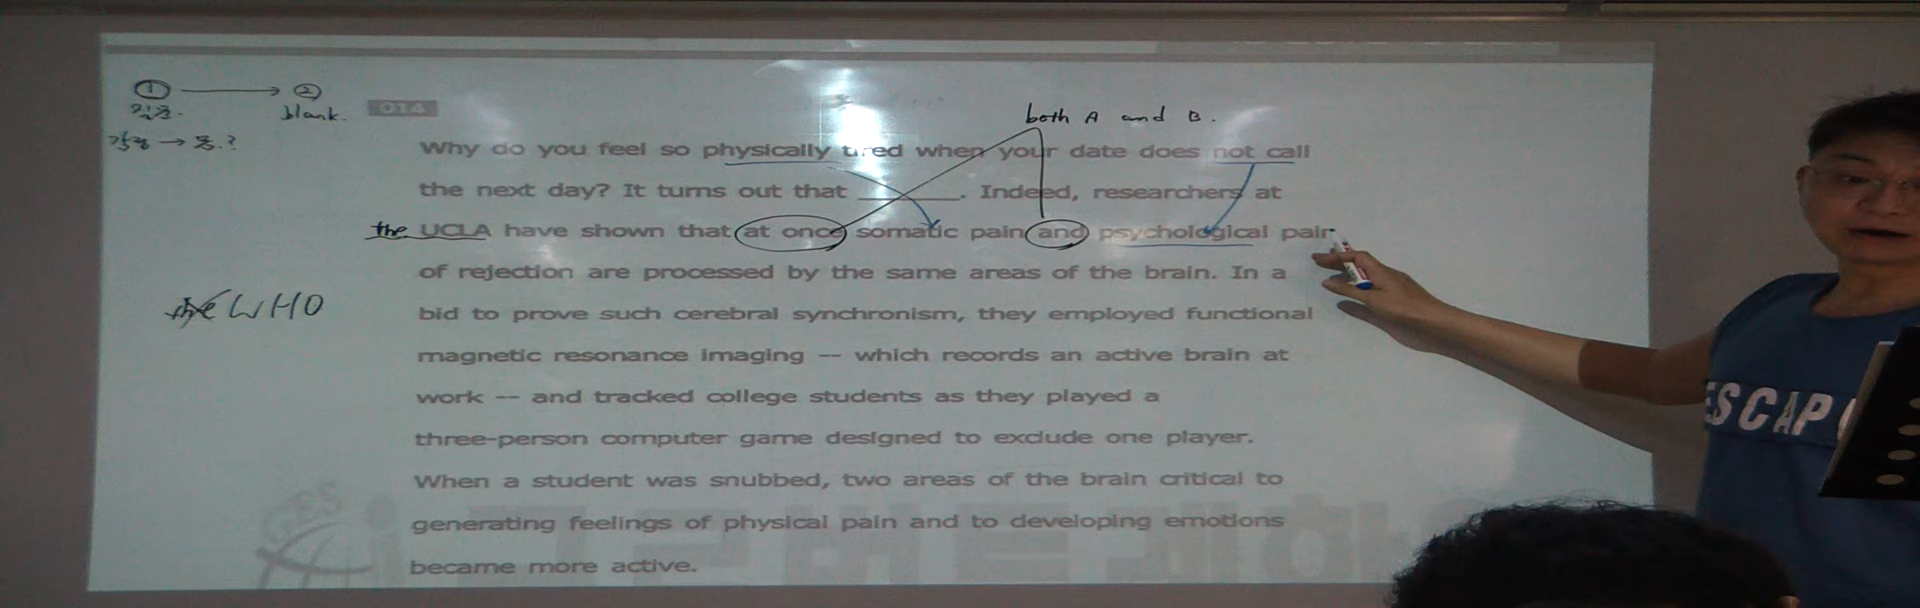 ① → ②
blank.
014
both A and B.
Why do you feel so physically tired when your date does not call
the next day? It turns out that ________. Indeed, researchers at
the UCLA have shown that at once somatic pain and psychological pain
of rejection are processed by the same areas of the brain. In a
the WHO
bid to prove such cerebral synchronism, they employed functional
magnetic resonance imaging -- which records an active brain at
work -- and tracked college students as they played a
three-person computer game designed to exclude one player.
When a student was snubbed, two areas of the brain critical to
generating feelings of physical pain and to developing emotions
became more active.
ESCAP